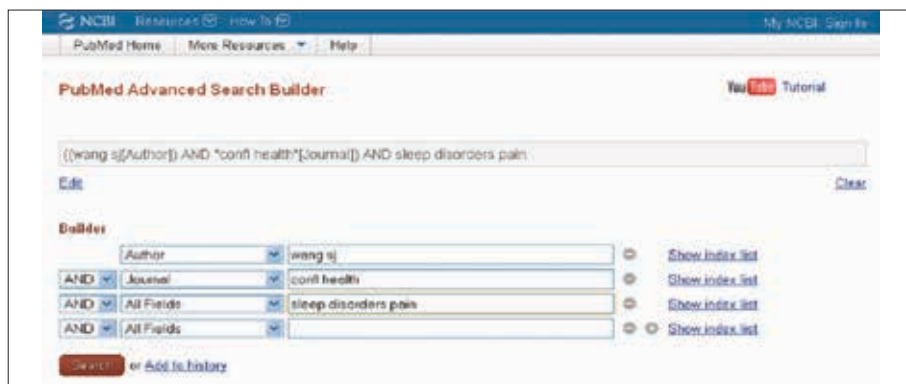 NCBI Resources How To My NCBI Sign In
PubMed Home More Resources Help
PubMed Advanced Search Builder
YouTube Tutorial
((wang sj[Author]) AND "confl health"[Journal]) AND sleep disorders pain
Edit Clear
Builder
Author wang sj Show index list
AND Journal confl health Show index list
AND All Fields sleep disorders pain Show index list
AND All Fields Show index list
Search or Add to history